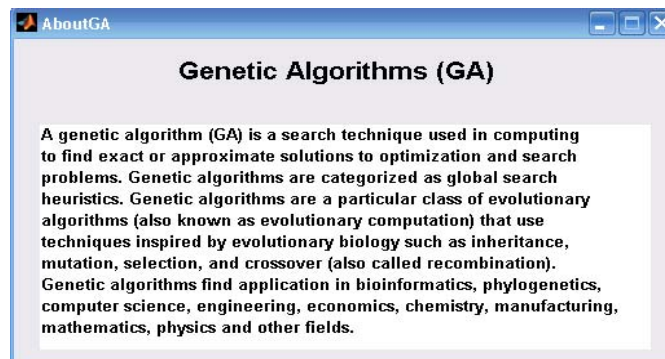 AboutGA
Genetic Algorithms (GA)
A genetic algorithm (GA) is a search technique used in computing
to find exact or approximate solutions to optimization and search
problems. Genetic algorithms are categorized as global search
heuristics. Genetic algorithms are a particular class of evolutionary
algorithms (also known as evolutionary computation) that use
techniques inspired by evolutionary biology such as inheritance,
mutation, selection, and crossover (also called recombination).
Genetic algorithms find application in bioinformatics, phylogenetics,
computer science, engineering, economics, chemistry, manufacturing,
mathematics, physics and other fields.